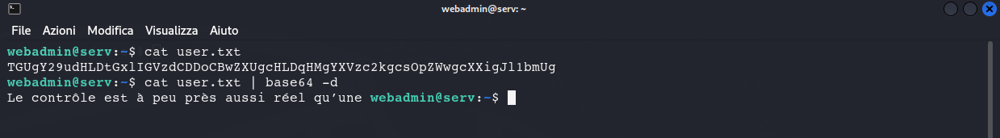 webadmin@serv: ~
File Azioni Modifica Visualizza Aiuto
webadmin@serv:~$ cat user.txt
TGUgY29udHLDtGxlIGVzdCDDoCBwZXUgcHLDqHMgYXVzc2kgcsOpZWwgcXXigJl1bmUg
webadmin@serv:~$ cat user.txt | base64 -d
Le contrôle est à peu près aussi réel qu’une webadmin@serv:~$